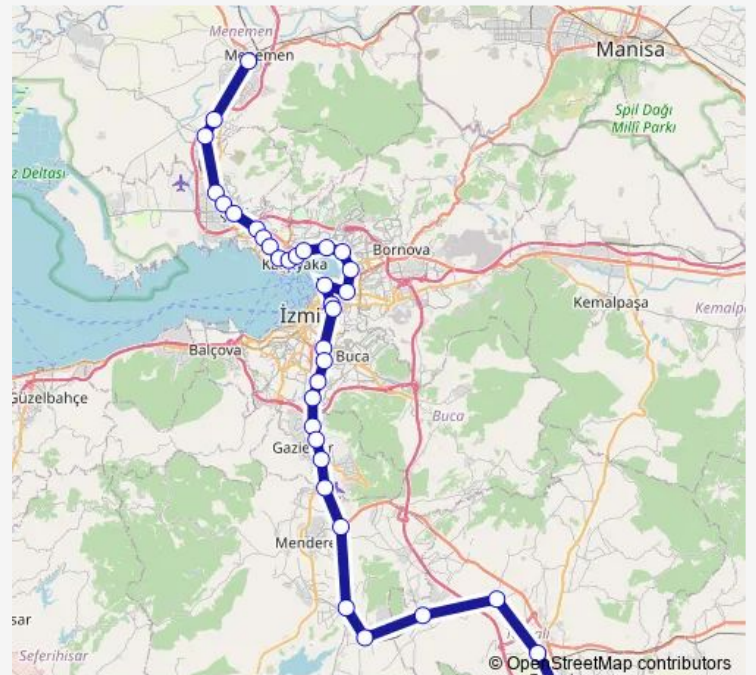 Menemen
Menemen
Manisa
Spil Dağı
Millî Parkı
z Deltası
Bornova
İzmi
Kemalpaşa
Kemalp
Balçova
Buca
Güzelbahçe
Buca
Gazie
Mendere
sar
Seferihisar
© OpenStreetMap contributors